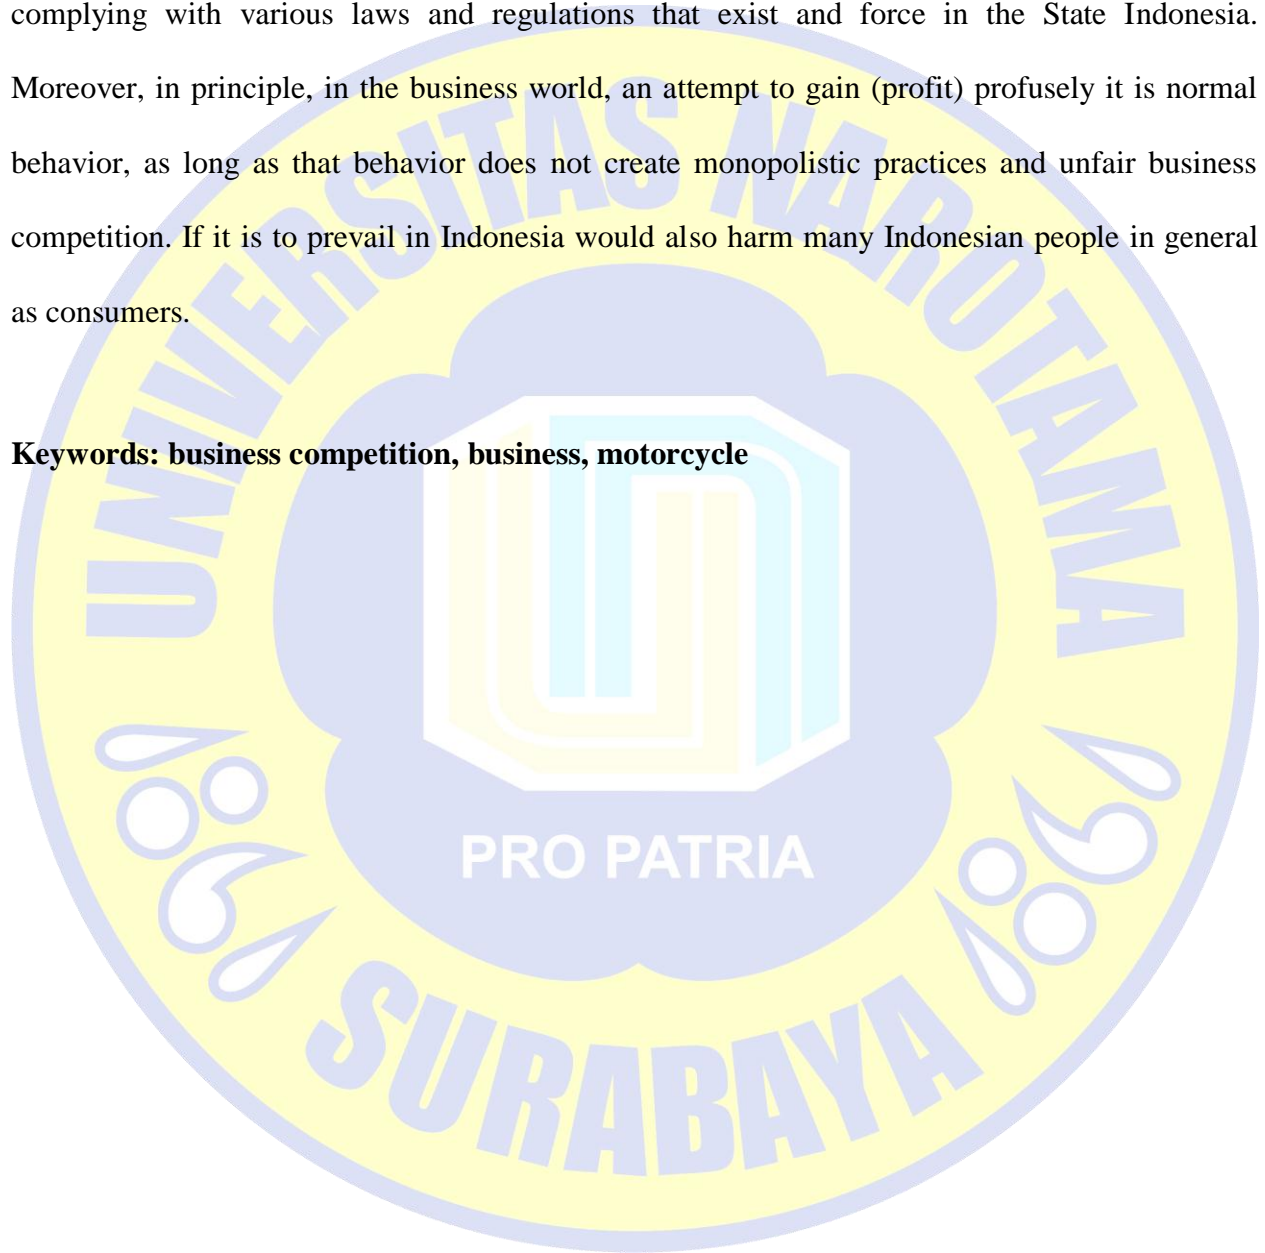 complying with various laws and regulations that exist and force in the State Indonesia.
Moreover, in principle, in the business world, an attempt to gain (profit) profusely it is normal
behavior, as long as that behavior does not create monopolistic practices and unfair business
competition. If it is to prevail in Indonesia would also harm many Indonesian people in general
as consumers.
Keywords: business competition, business, motorcycle
UNIVERSITAS NAROTAMA
PRO PATRIA
SURABAYA